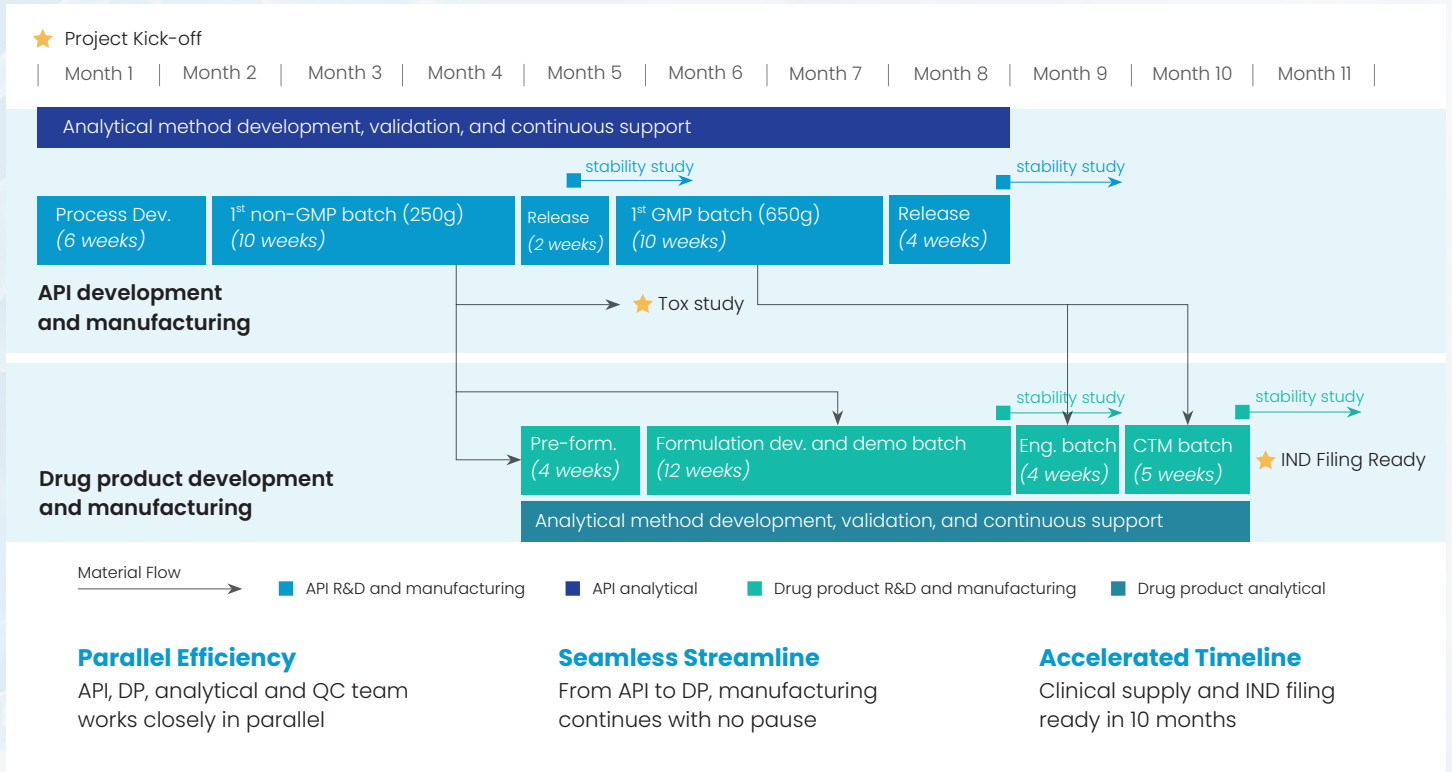 Project Kick-off
Month 1
Month 2
Month 3
Month 4
Month 5
Month 6
Month 7
Month 8
Month 9
Month 10
Month 11
Analytical method development, validation, and continuous support
stability study
stability study
Process Dev.
(6 weeks)
1st non-GMP batch (250g)
(10 weeks)
Release
(2 weeks)
1st GMP batch (650g)
(10 weeks)
Release
(4 weeks)
API development
and manufacturing
Tox study
stability study
stability study
Pre-form.
(4 weeks)
Formulation dev. and demo batch
(12 weeks)
Eng. batch
(4 weeks)
CTM batch
(5 weeks)
IND Filing Ready
Drug product development
and manufacturing
Analytical method development, validation, and continuous support
Material Flow
API R&D and manufacturing
API analytical
Drug product R&D and manufacturing
Drug product analytical
Parallel Efficiency
API, DP, analytical and QC team
works closely in parallel
Seamless Streamline
From API to DP, manufacturing
continues with no pause
Accelerated Timeline
Clinical supply and IND filing
ready in 10 months